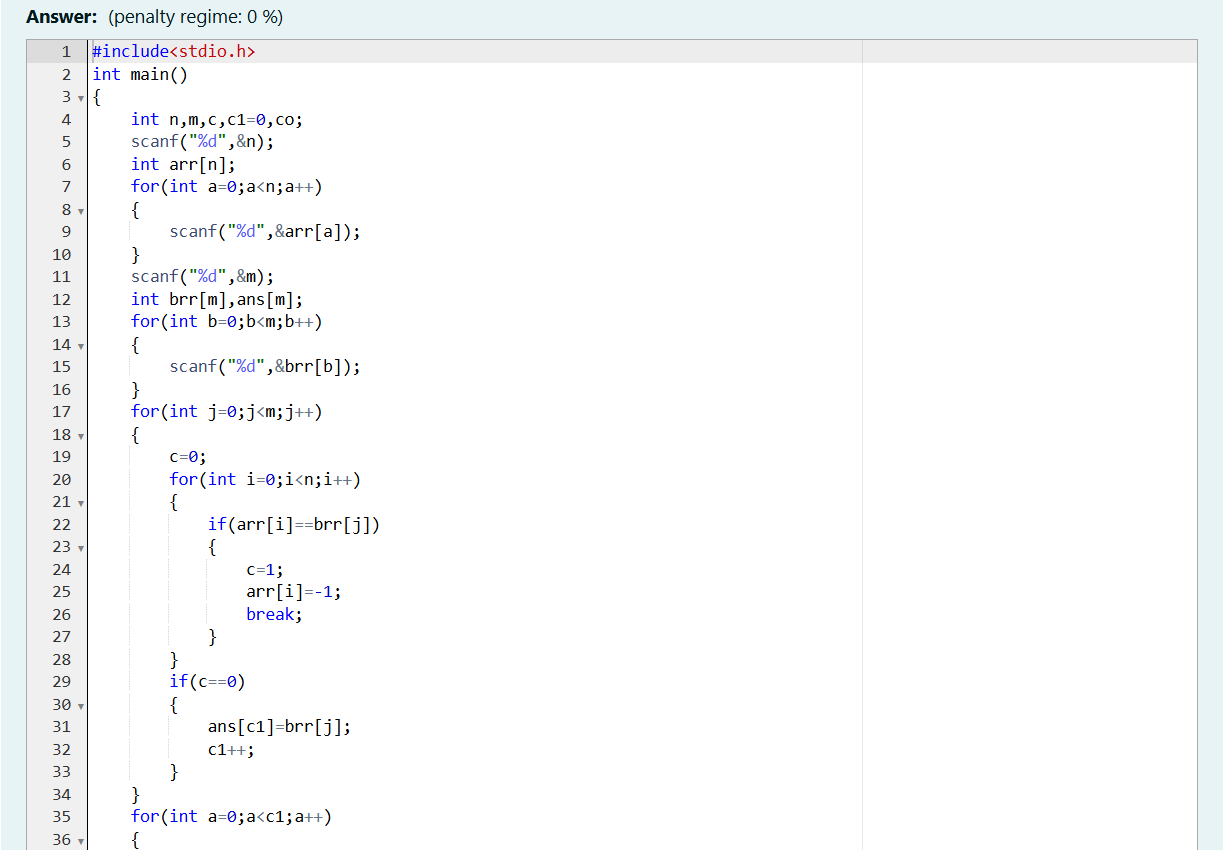 Answer: (penalty regime: 0 %)
1 #include<stdio.h>
2 int main()
3 {
4     int n,m,c,c1=0,co;
5     scanf("%d",&n);
6     int arr[n];
7     for(int a=0;a<n;a++)
8     {
9         scanf("%d",&arr[a]);
10     }
11     scanf("%d",&m);
12     int brr[m],ans[m];
13     for(int b=0;b<m;b++)
14     {
15         scanf("%d",&brr[b]);
16     }
17     for(int j=0;j<m;j++)
18     {
19         c=0;
20         for(int i=0;i<n;i++)
21         {
22             if(arr[i]==brr[j])
23             {
24                 c=1;
25                 arr[i]=-1;
26                 break;
27             }
28         }
29         if(c==0)
30         {
31             ans[c1]=brr[j];
32             c1++;
33         }
34     }
35     for(int a=0;a<c1;a++)
36     {